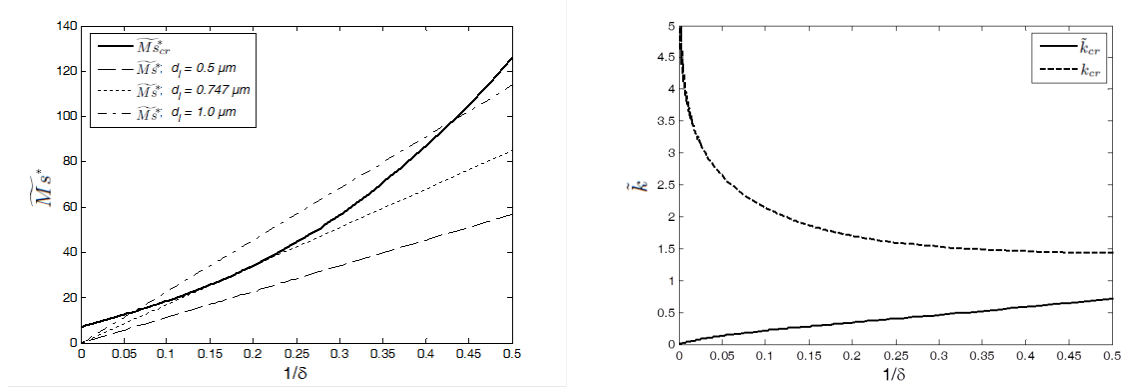 140
120
100
80
60
40
20
0
M̃s*cr
M̃s*; d_l = 0.5 μm
M̃s*; d_l = 0.747 μm
M̃s*; d_l = 1.0 μm
M̃s*
0 0.05 0.1 0.15 0.2 0.25 0.3 0.35 0.4 0.45 0.5
1/δ
5
4.5
4
3.5
3
2.5
2
1.5
1
0.5
0
k̃cr
kcr
k̃
0 0.05 0.1 0.15 0.2 0.25 0.3 0.35 0.4 0.45 0.5
1/δ